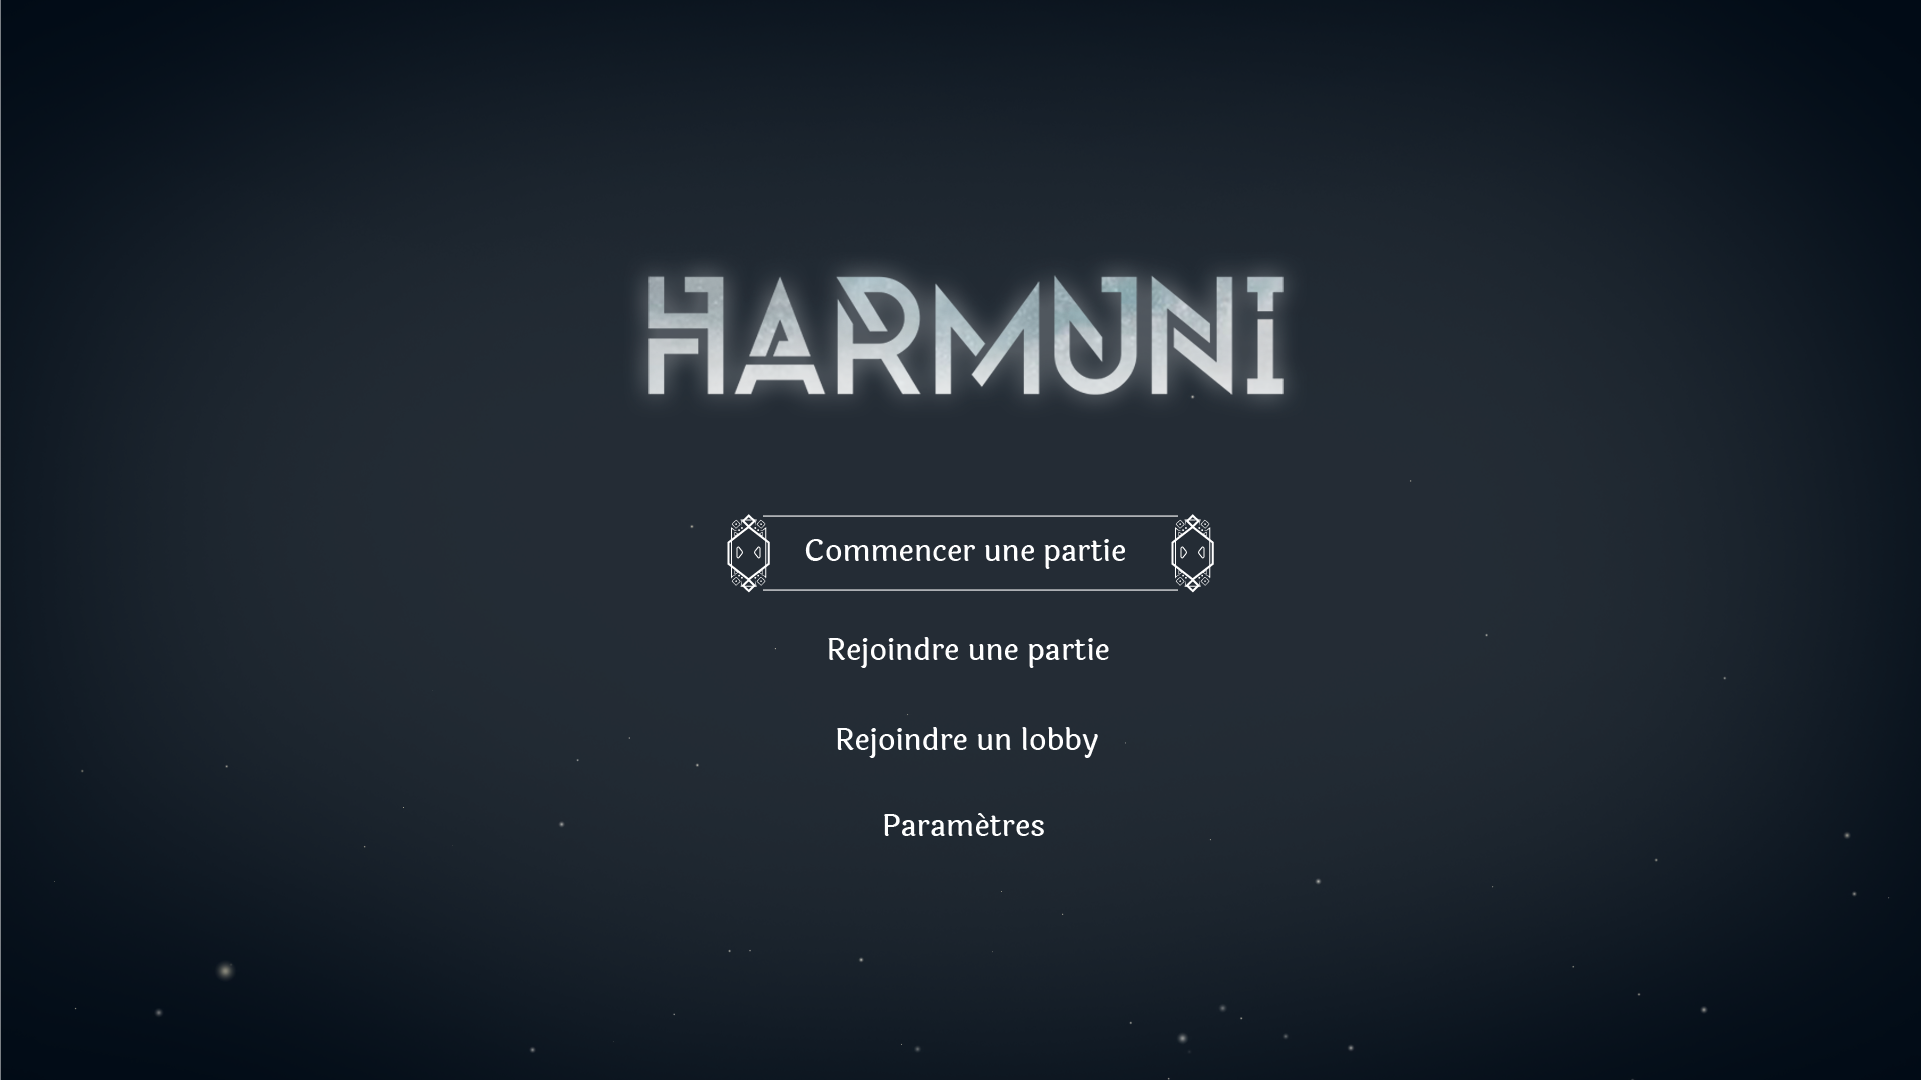 HARMUNI
Commencer une partie
Rejoindre une partie
Rejoindre un lobby
Paramètres